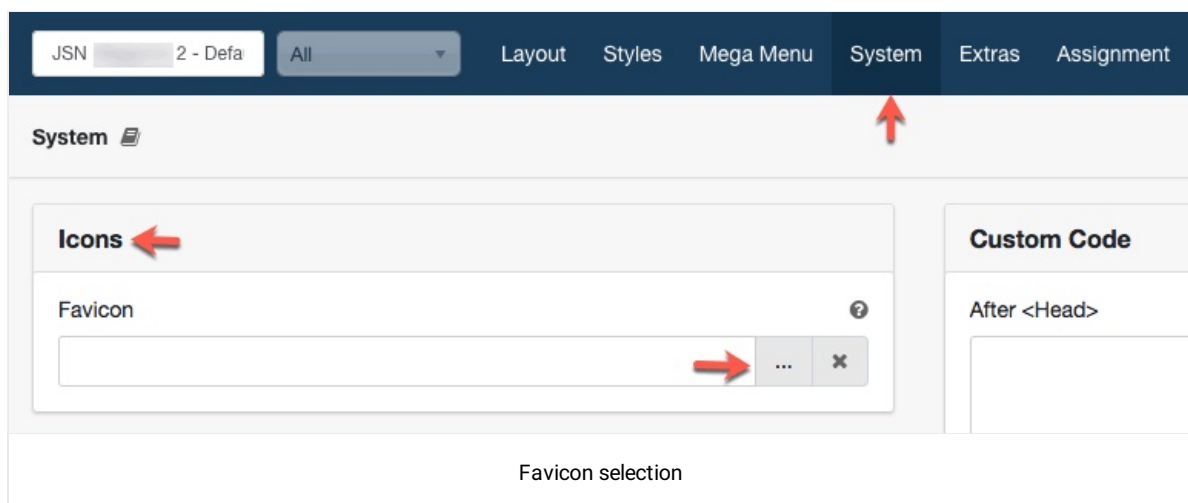 JSN 2 - Defa All Layout Styles Mega Menu System Extras Assignment
System
Icons
Favicon
...
Custom Code
After <Head>
Favicon selection